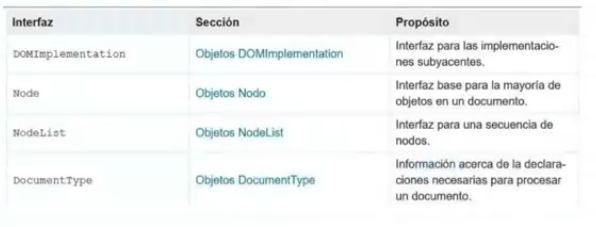 Interfaz Sección Propósito
DOMImplementation Objetos DOMImplementation Interfaz para las implementacio-
nes subyacentes.
Node Objetos Nodo Interfaz base para la mayoría de
objetos en un documento.
NodeList Objetos NodeList Interfaz para una secuencia de
nodos.
DocumentType Objetos DocumentType Información acerca de la declara-
ciones necesarias para procesar
un documento.